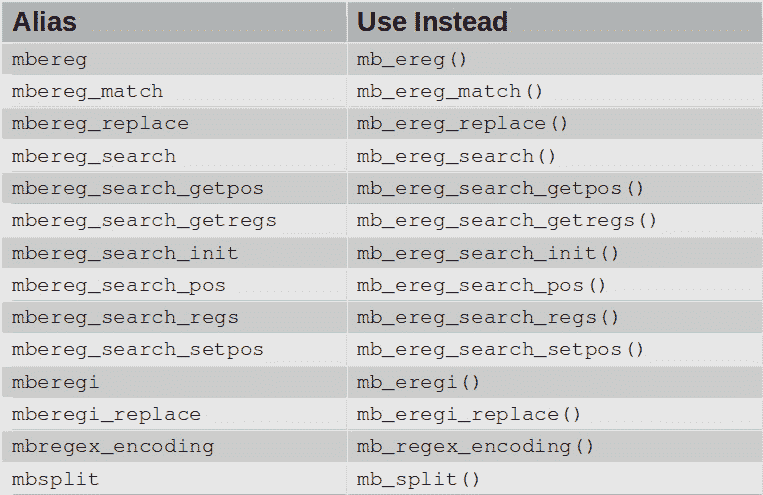 Alias Use Instead
mbereg mb_ereg()
mbereg_match mb_ereg_match()
mbereg_replace mb_ereg_replace()
mbereg_search mb_ereg_search()
mbereg_search_getpos mb_ereg_search_getpos()
mbereg_search_getregs mb_ereg_search_getregs()
mbereg_search_init mb_ereg_search_init()
mbereg_search_pos mb_ereg_search_pos()
mbereg_search_regs mb_ereg_search_regs()
mbereg_search_setpos mb_ereg_search_setpos()
mberegi mb_eregi()
mberegi_replace mb_eregi_replace()
mbregex_encoding mb_regex_encoding()
mbsplit mb_split()